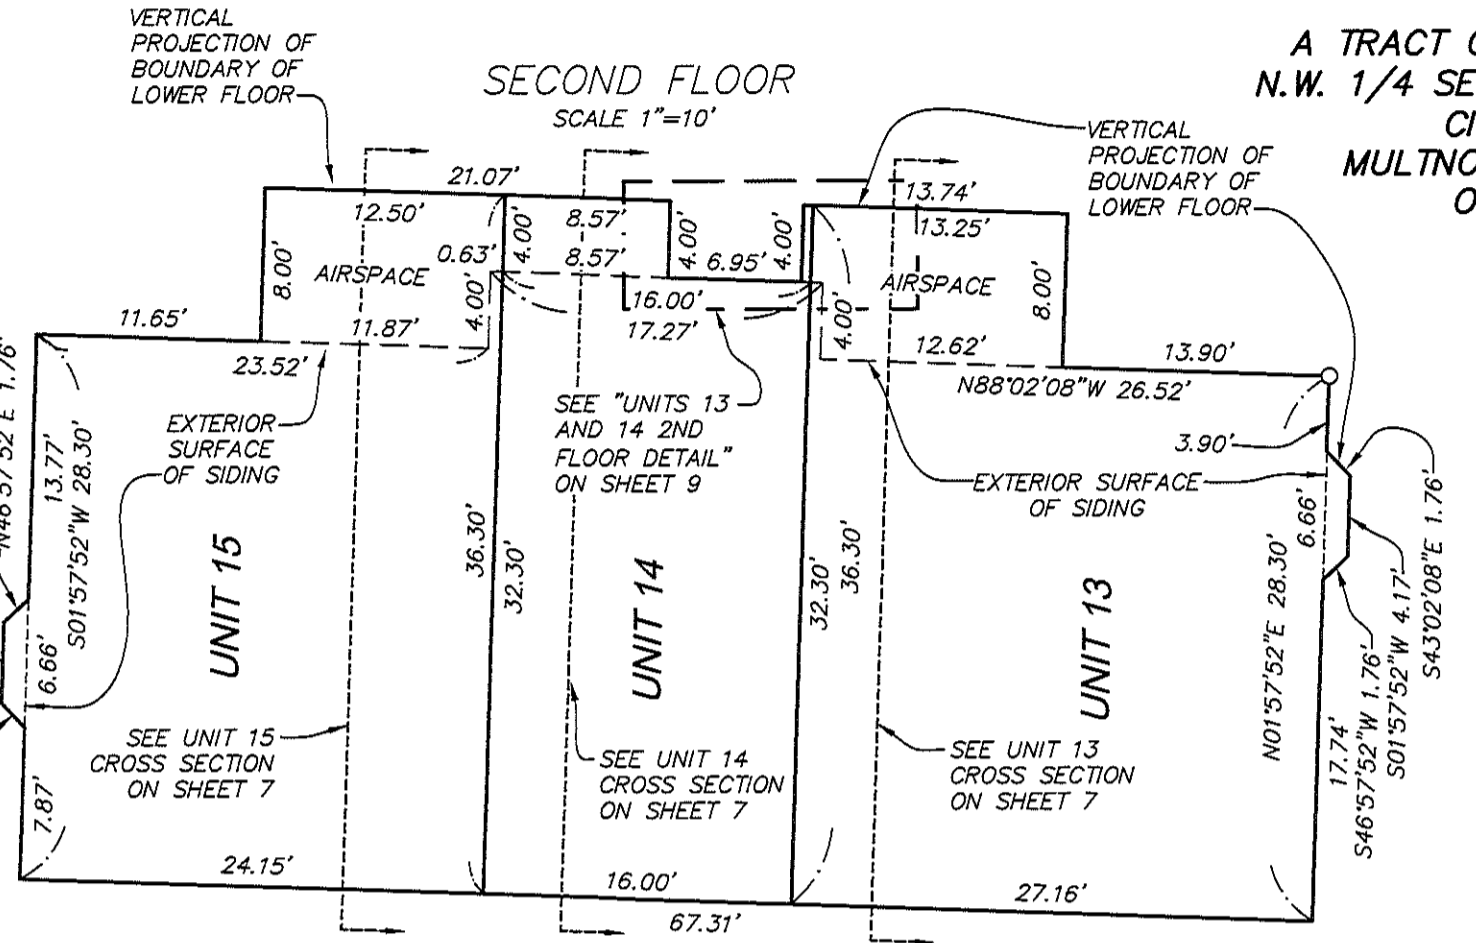 VERTICAL
PROJECTION OF
BOUNDARY OF
LOWER FLOOR
SECOND FLOOR
SCALE 1"=10'
A TRACT
N.W. 1/4 SE
CI
MULTNO
O
VERTICAL
PROJECTION OF
BOUNDARY OF
LOWER FLOOR
21.07'
12.50'
8.57'
13.74'
13.25'
8.00'
AIRSPACE
0.63'
4.00'
8.57'
4.00'
6.95'
4.00'
AIRSPACE
8.00'
4.00'
16.00'
17.27'
4.00'
11.65'
11.87'
23.52'
12.62'
13.90'
N88°02'08"W 26.52'
N46°57'52"E 1.76'
13.77'
S01°57'52"W 28.30'
EXTERIOR
SURFACE
OF SIDING
SEE "UNITS 13
AND 14 2ND
FLOOR DETAIL"
ON SHEET 9
3.90'
EXTERIOR SURFACE
OF SIDING
6.66'
S43°02'08"E 1.76'
S01°57'52"W 4.17'
S46°57'52"W 1.76'
17.74'
N01°57'52"E 28.30'
36.30'
32.30'
32.30'
36.30'
UNIT 15
UNIT 14
UNIT 13
6.66'
7.87'
SEE UNIT 15
CROSS SECTION
ON SHEET 7
SEE UNIT 14
CROSS SECTION
ON SHEET 7
SEE UNIT 13
CROSS SECTION
ON SHEET 7
24.15'
16.00'
27.16'
67.31'